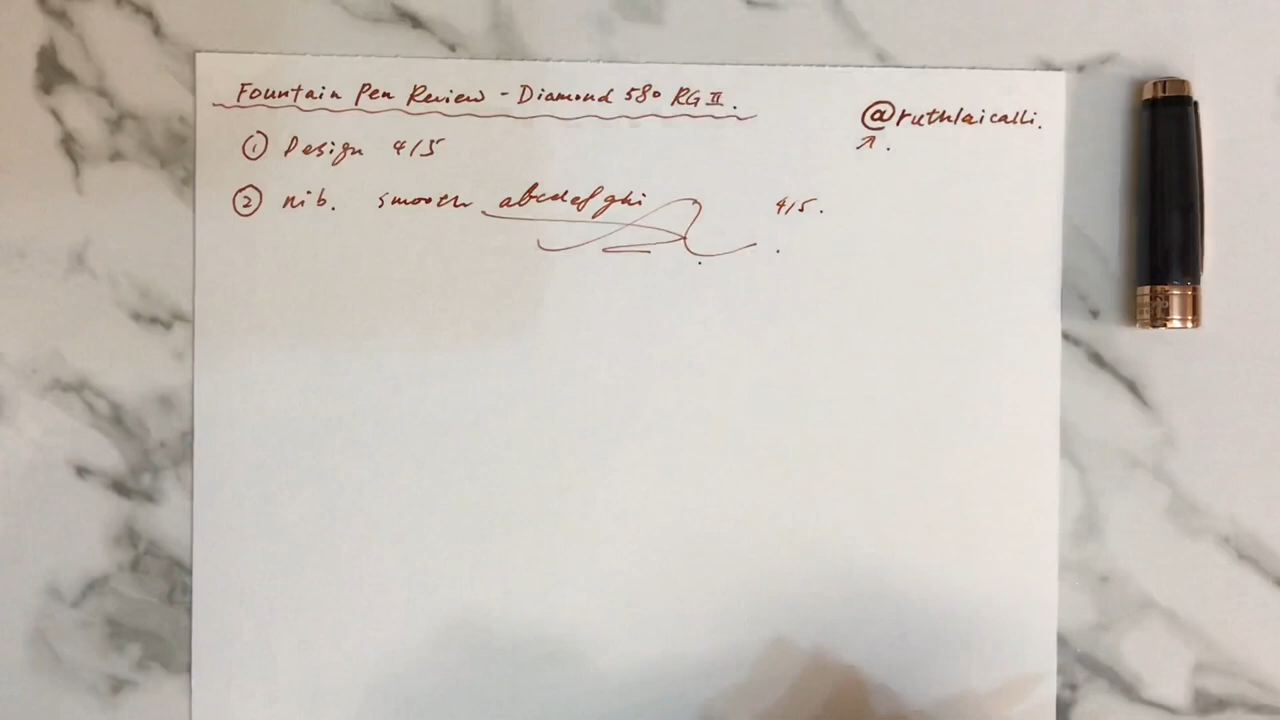 Fountain Pen Review - Diamond 580 RG II.
@ruthlaicalli.
① Design 4/5
② nib. smooth abcdefghi 4/5.